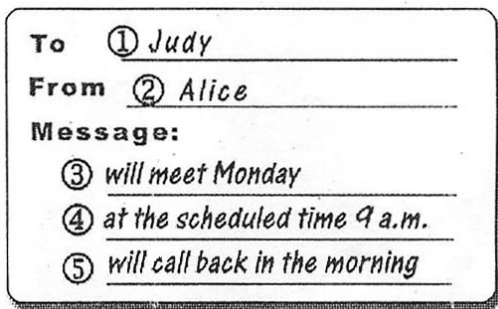 To ① Judy
From ② Alice
Message:
③ will meet Monday
④ at the scheduled time 9 a.m.
⑤ will call back in the morning